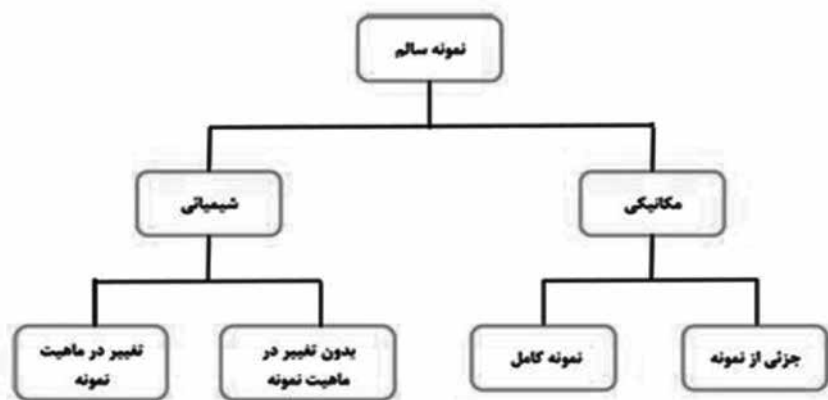 نمونه سالم
مکانیکی
شیمیائی
جزئی از نمونه
نمونه کامل
بدون تغییر در
ماهیت نمونه
تغییر در ماهیت
نمونه